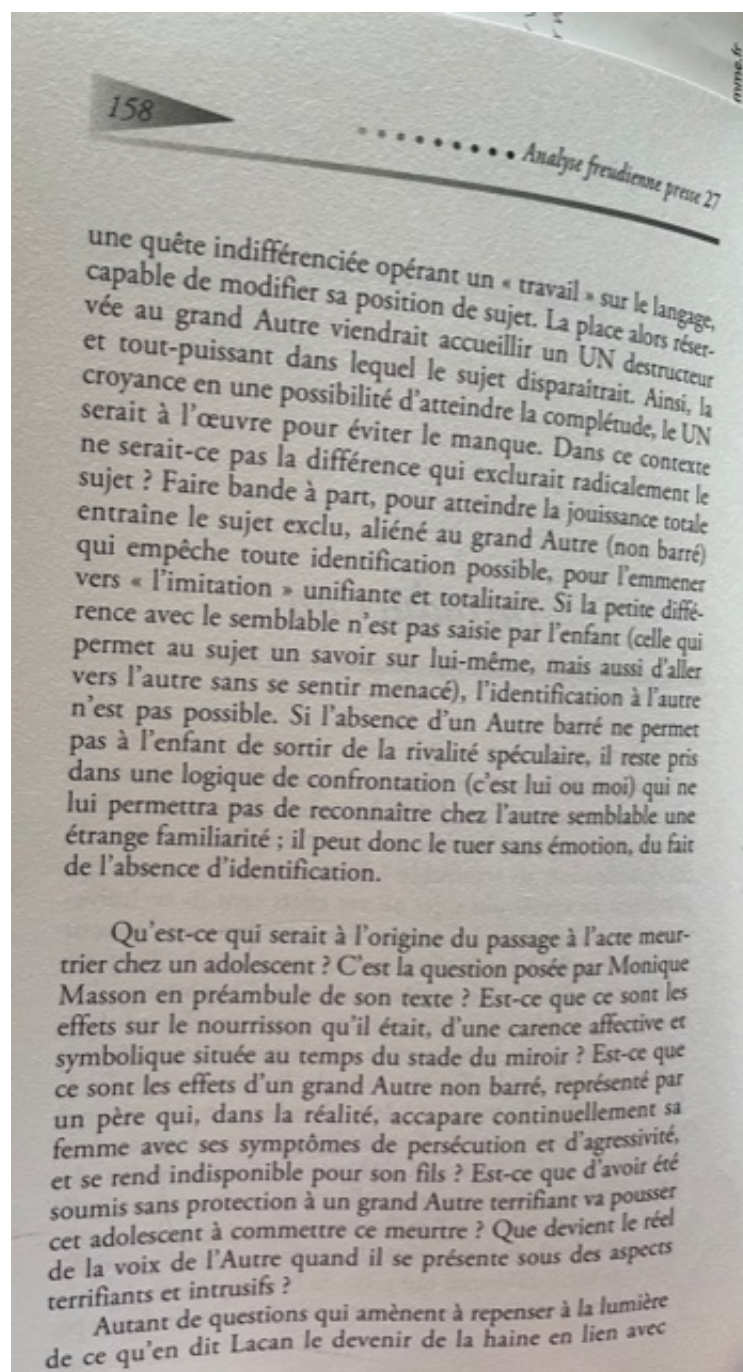 158
Analyse freudienne presse 27
une quête indifférenciée opérant un « travail » sur le langage,
capable de modifier sa position de sujet. La place alors réser-
vée au grand Autre viendrait accueillir un UN destructeur
et tout-puissant dans lequel le sujet disparaîtrait. Ainsi, la
croyance en une possibilité d'atteindre la complétude, le UN
serait à l'œuvre pour éviter le manque. Dans ce contexte
ne serait-ce pas la différence qui exclurait radicalement le
sujet ? Faire bande à part, pour atteindre la jouissance totale
entraîne le sujet exclu, aliéné au grand Autre (non barré)
qui empêche toute identification possible, pour l'emmener
vers « l'imitation » unifiante et totalitaire. Si la petite diffé-
rence avec le semblable n'est pas saisie par l'enfant (celle qui
permet au sujet un savoir sur lui-même, mais aussi d'aller
vers l'autre sans se sentir menacé), l'identification à l'autre
n'est pas possible. Si l'absence d'un Autre barré ne permet
pas à l'enfant de sortir de la rivalité spéculaire, il reste pris
dans une logique de confrontation (c'est lui ou moi) qui ne
lui permettra pas de reconnaître chez l'autre semblable une
étrange familiarité ; il peut donc le tuer sans émotion, du fait
de l'absence d'identification.
Qu'est-ce qui serait à l'origine du passage à l'acte meur-
trier chez un adolescent ? C'est la question posée par Monique
Masson en préambule de son texte ? Est-ce que ce sont les
effets sur le nourrisson qu'il était, d'une carence affective et
symbolique située au temps du stade du miroir ? Est-ce que
ce sont les effets d'un grand Autre non barré, représenté par
un père qui, dans la réalité, accapare continuellement sa
femme avec ses symptômes de persécution et d'agressivité,
et se rend indisponible pour son fils ? Est-ce que d'avoir été
soumis sans protection à un grand Autre terrifiant va pousser
cet adolescent à commettre ce meurtre ? Que devient le réel
de la voix de l'Autre quand il se présente sous des aspects
terrifiants et intrusifs ?
Autant de questions qui amènent à repenser à la lumière
de ce qu'en dit Lacan le devenir de la haine en lien avec